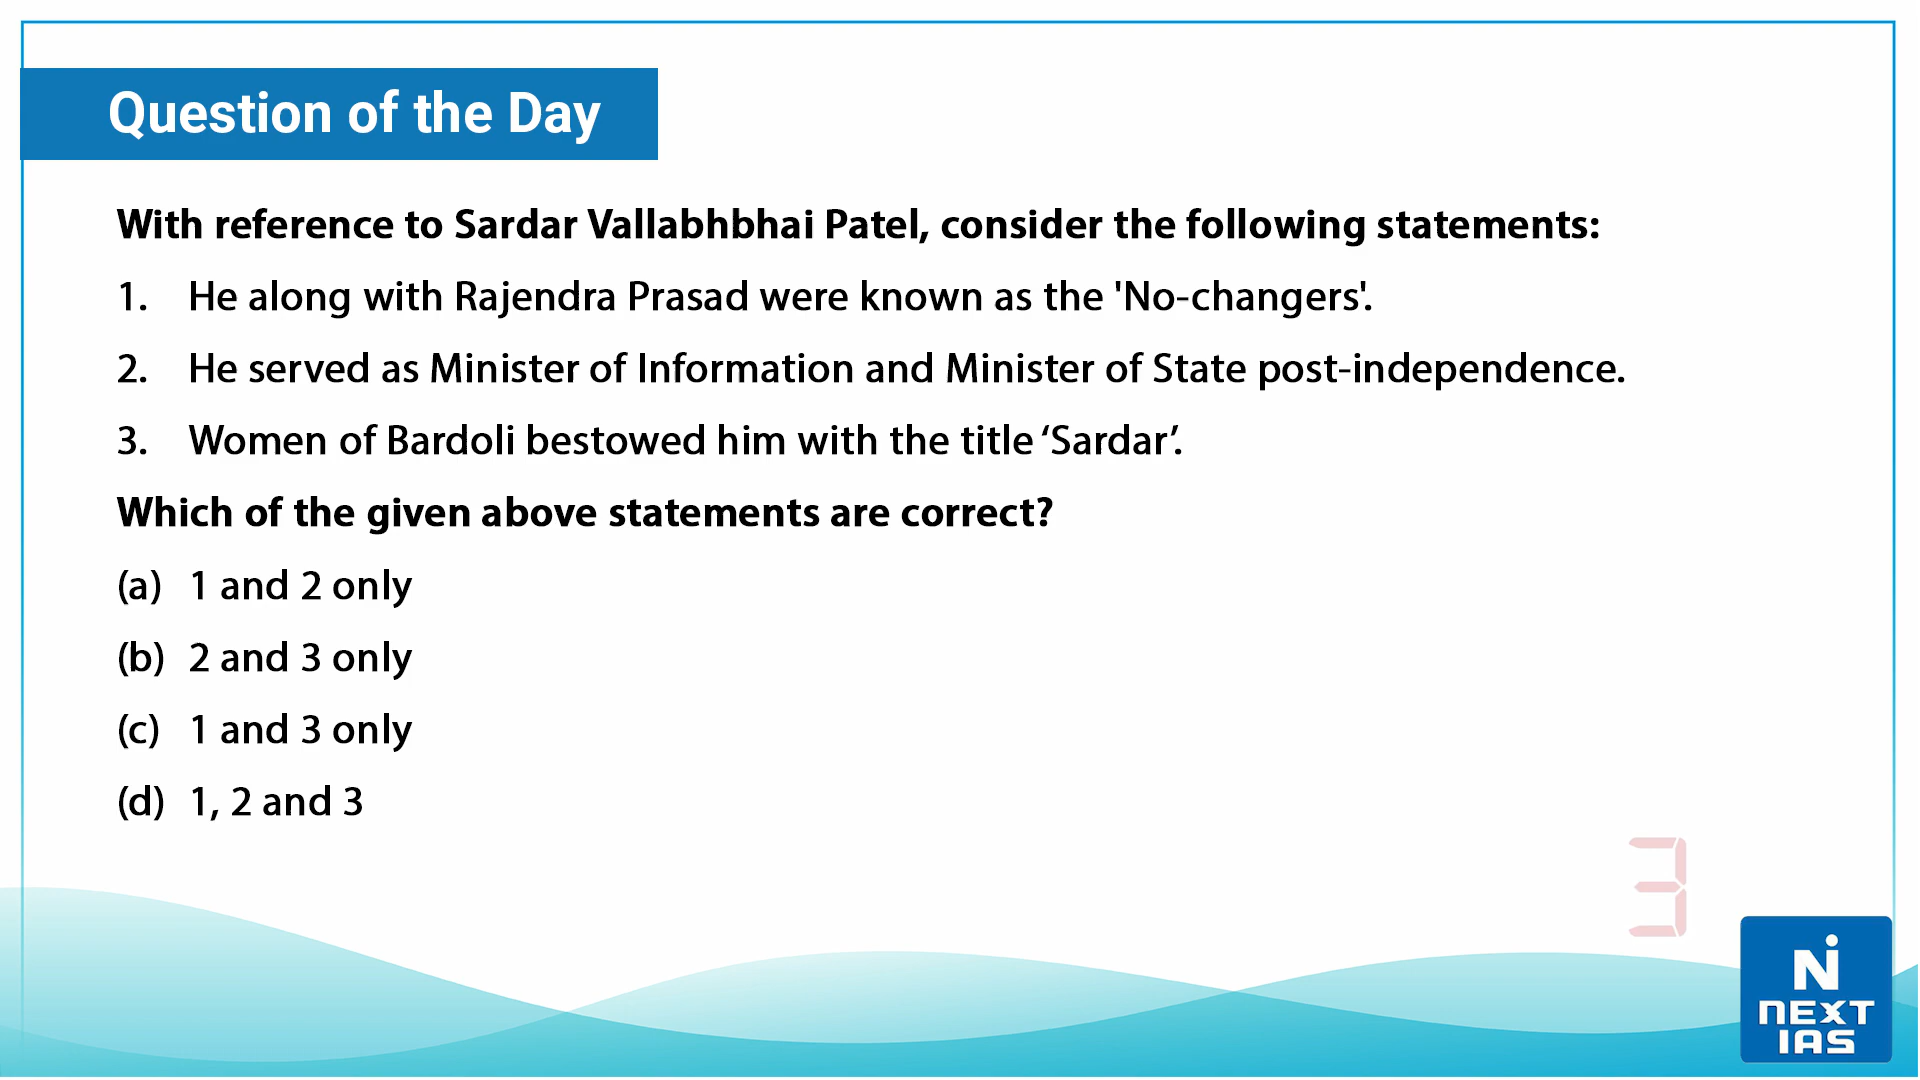 Question of the Day
With reference to Sardar Vallabhbhai Patel, consider the following statements:
1. He along with Rajendra Prasad were known as the 'No-changers'.
2. He served as Minister of Information and Minister of State post-independence.
3. Women of Bardoli bestowed him with the title ‘Sardar’.
Which of the given above statements are correct?
(a) 1 and 2 only
(b) 2 and 3 only
(c) 1 and 3 only
(d) 1, 2 and 3
3
N
NEXT
IAS